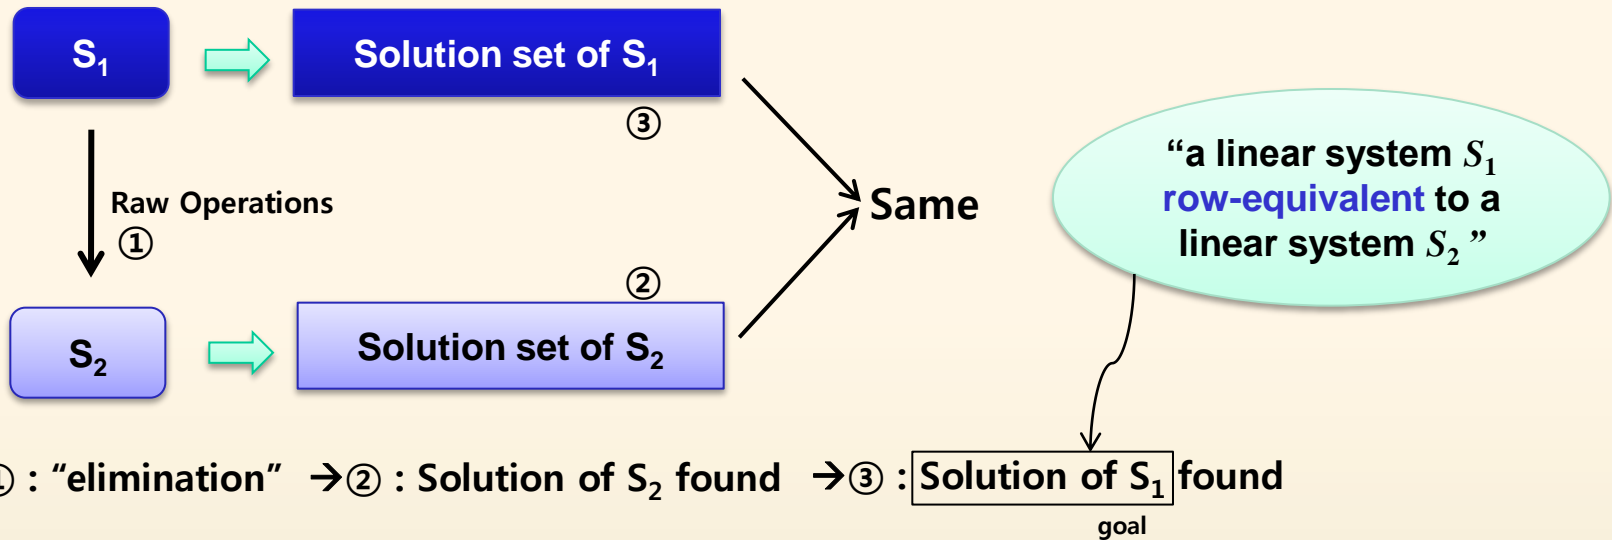 S₁
Solution set of S₁
③
Raw Operations
①
Same
②
S₂
Solution set of S₂
“a linear system S₁
row-equivalent to a
linear system S₂ ”
① : “elimination” → ② : Solution of S₂ found → ③ : Solution of S₁ found
goal